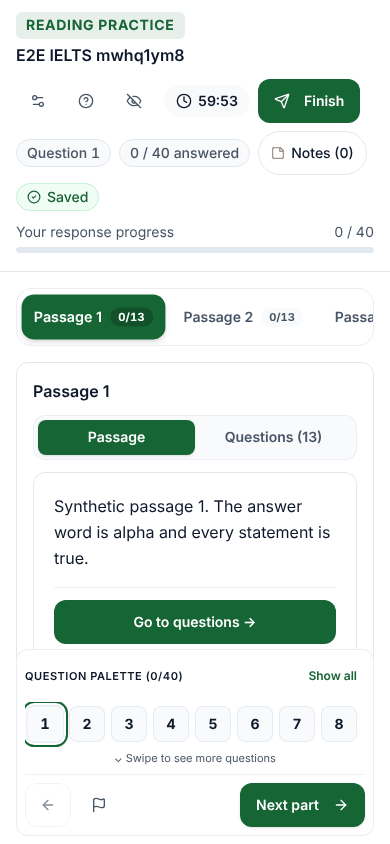 READING PRACTICE
E2E IELTS mwhq1ym8
59:53
Finish
Question 1
0 / 40 answered
Notes (0)
Saved
Your response progress
0 / 40
Passage 1 0/13
Passage 2 0/13
Passa
Passage 1
Passage
Questions (13)
Synthetic passage 1. The answer
word is alpha and every statement is
true.
Go to questions →
QUESTION PALETTE (0/40)
Show all
1 2 3 4 5 6 7 8
Swipe to see more questions
Next part